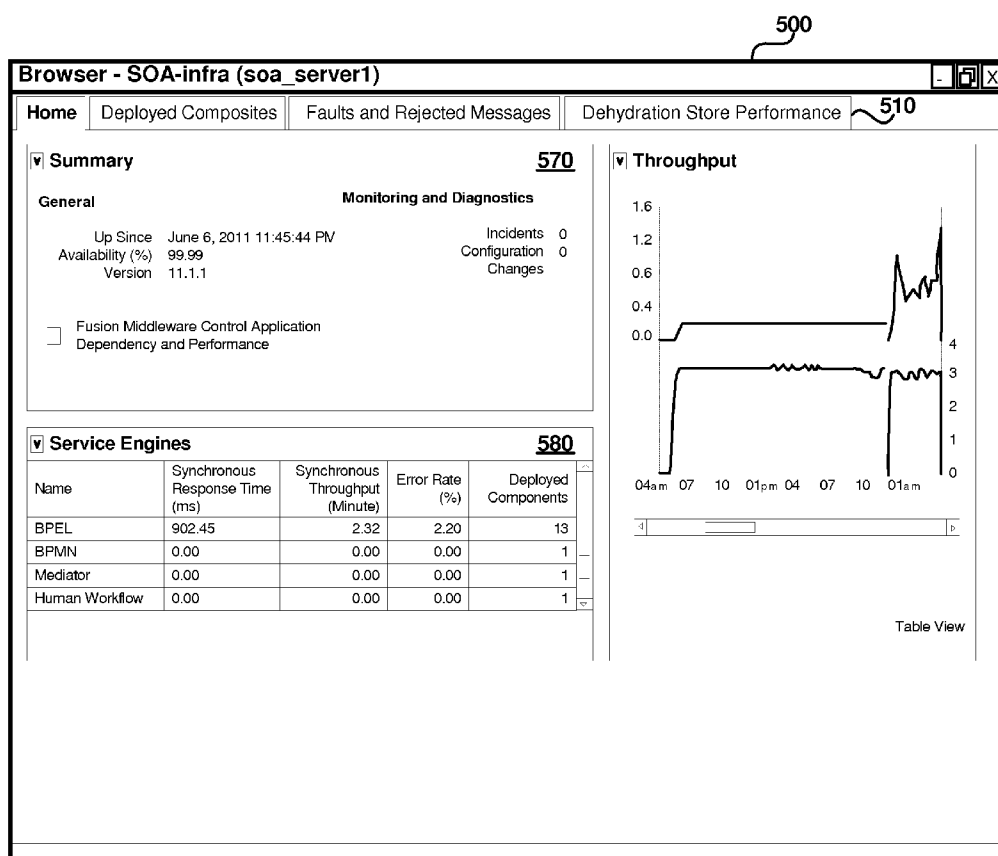 500
Browser - SOA-infra (soa_server1)
- X
Home Deployed Composites Faults and Rejected Messages Dehydration Store Performance 510
Summary 570
General
Monitoring and Diagnostics
Up Since June 6, 2011 11:45:44 PM
Availability (%) 99.99
Version 11.1.1
Incidents 0
Configuration 0
Changes
Fusion Middleware Control Application
Dependency and Performance
Service Engines 580
Name
Synchronous
Response Time
(ms)
Synchronous
Throughput
(Minute)
Error Rate
(%)
Deployed
Components
BPEL 902.45 2.32 2.20 13
BPMN 0.00 0.00 0.00 1
Mediator 0.00 0.00 0.00 1
Human Workflow 0.00 0.00 0.00 1
Throughput
1.6
1.2
0.6
0.4
0.0
4
3
2
1
0
04am 07 10 01pm 04 07 10 01am
Table View